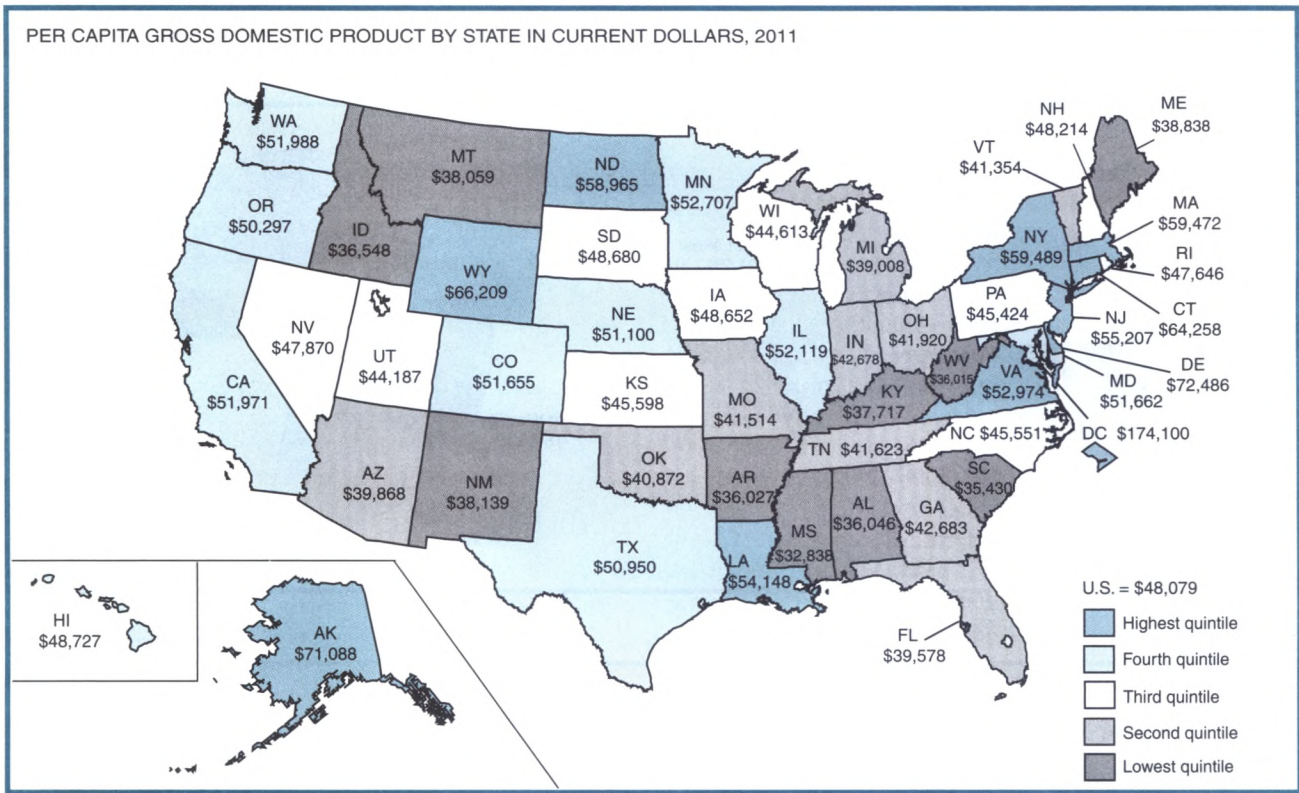 PER CAPITA GROSS DOMESTIC PRODUCT BY STATE IN CURRENT DOLLARS, 2011
WA
$51,988
OR
$50,297
CA
$51,971
ID
$36,548
NV
$47,870
MT
$38,059
WY
$66,209
UT
$44,187
AZ
$39,868
CO
$51,655
NM
$38,139
ND
$58,965
SD
$48,680
NE
$51,100
KS
$45,598
OK
$40,872
TX
$50,950
MN
$52,707
IA
$48,652
MO
$41,514
AR
$36,027
LA
$54,148
WI
$44,613
IL
$52,119
MI
$39,008
IN
$42,678
OH
$41,920
KY
$37,717
TN $41,623
MS
$32,838
AL
$36,046
GA
$42,683
FL
$39,578
SC
$35,430
NC $45,551
WV
$36,015
VA
$52,974
PA
$45,424
NY
$59,489
VT
$41,354
NH
$48,214
ME
$38,838
MA
$59,472
RI
$47,646
CT
$64,258
NJ
$55,207
DE
$72,486
MD
$51,662
DC $174,100
HI
$48,727
AK
$71,088
U.S. = $48,079
Highest quintile
Fourth quintile
Third quintile
Second quintile
Lowest quintile